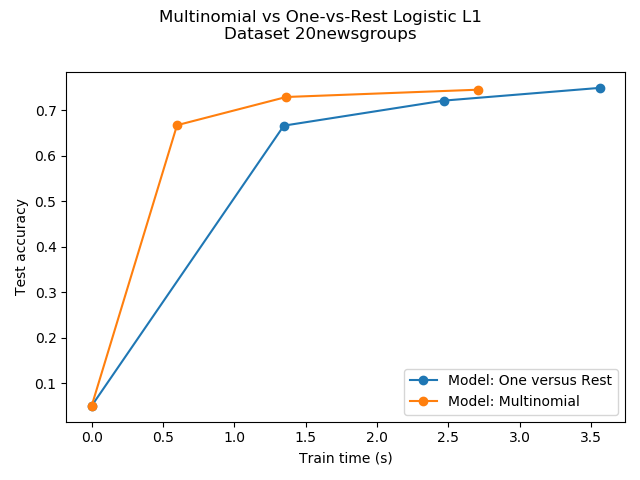 Multinomial vs One-vs-Rest Logistic L1
Dataset 20newsgroups
0.7
0.6
0.5
0.4
0.3
0.2
0.1
Test accuracy
Model: One versus Rest
Model: Multinomial
0.0 0.5 1.0 1.5 2.0 2.5 3.0 3.5
Train time (s)